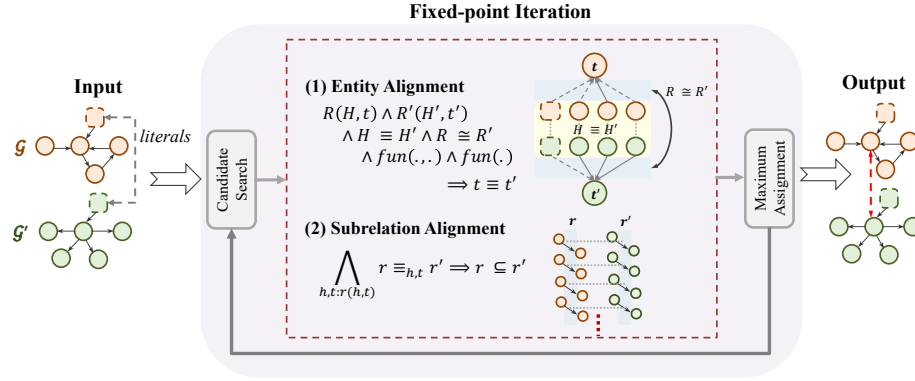 Fixed-point Iteration
Input
Output
literals
𝒢
𝒢'
Candidate
Search
(1) Entity Alignment
R(H, t) ∧ R'(H', t')
∧ H ≡ H' ∧ R ≅ R'
∧ fun(. , .) ∧ fun(.)
⟹ t ≡ t'
t
R ≅ R'
H ≡ H'
t'
(2) Subrelation Alignment
⋀ r ≡h,t r' ⟹ r ⊆ r'
h,t:r(h,t)
r
r'
Maximum
Assignment